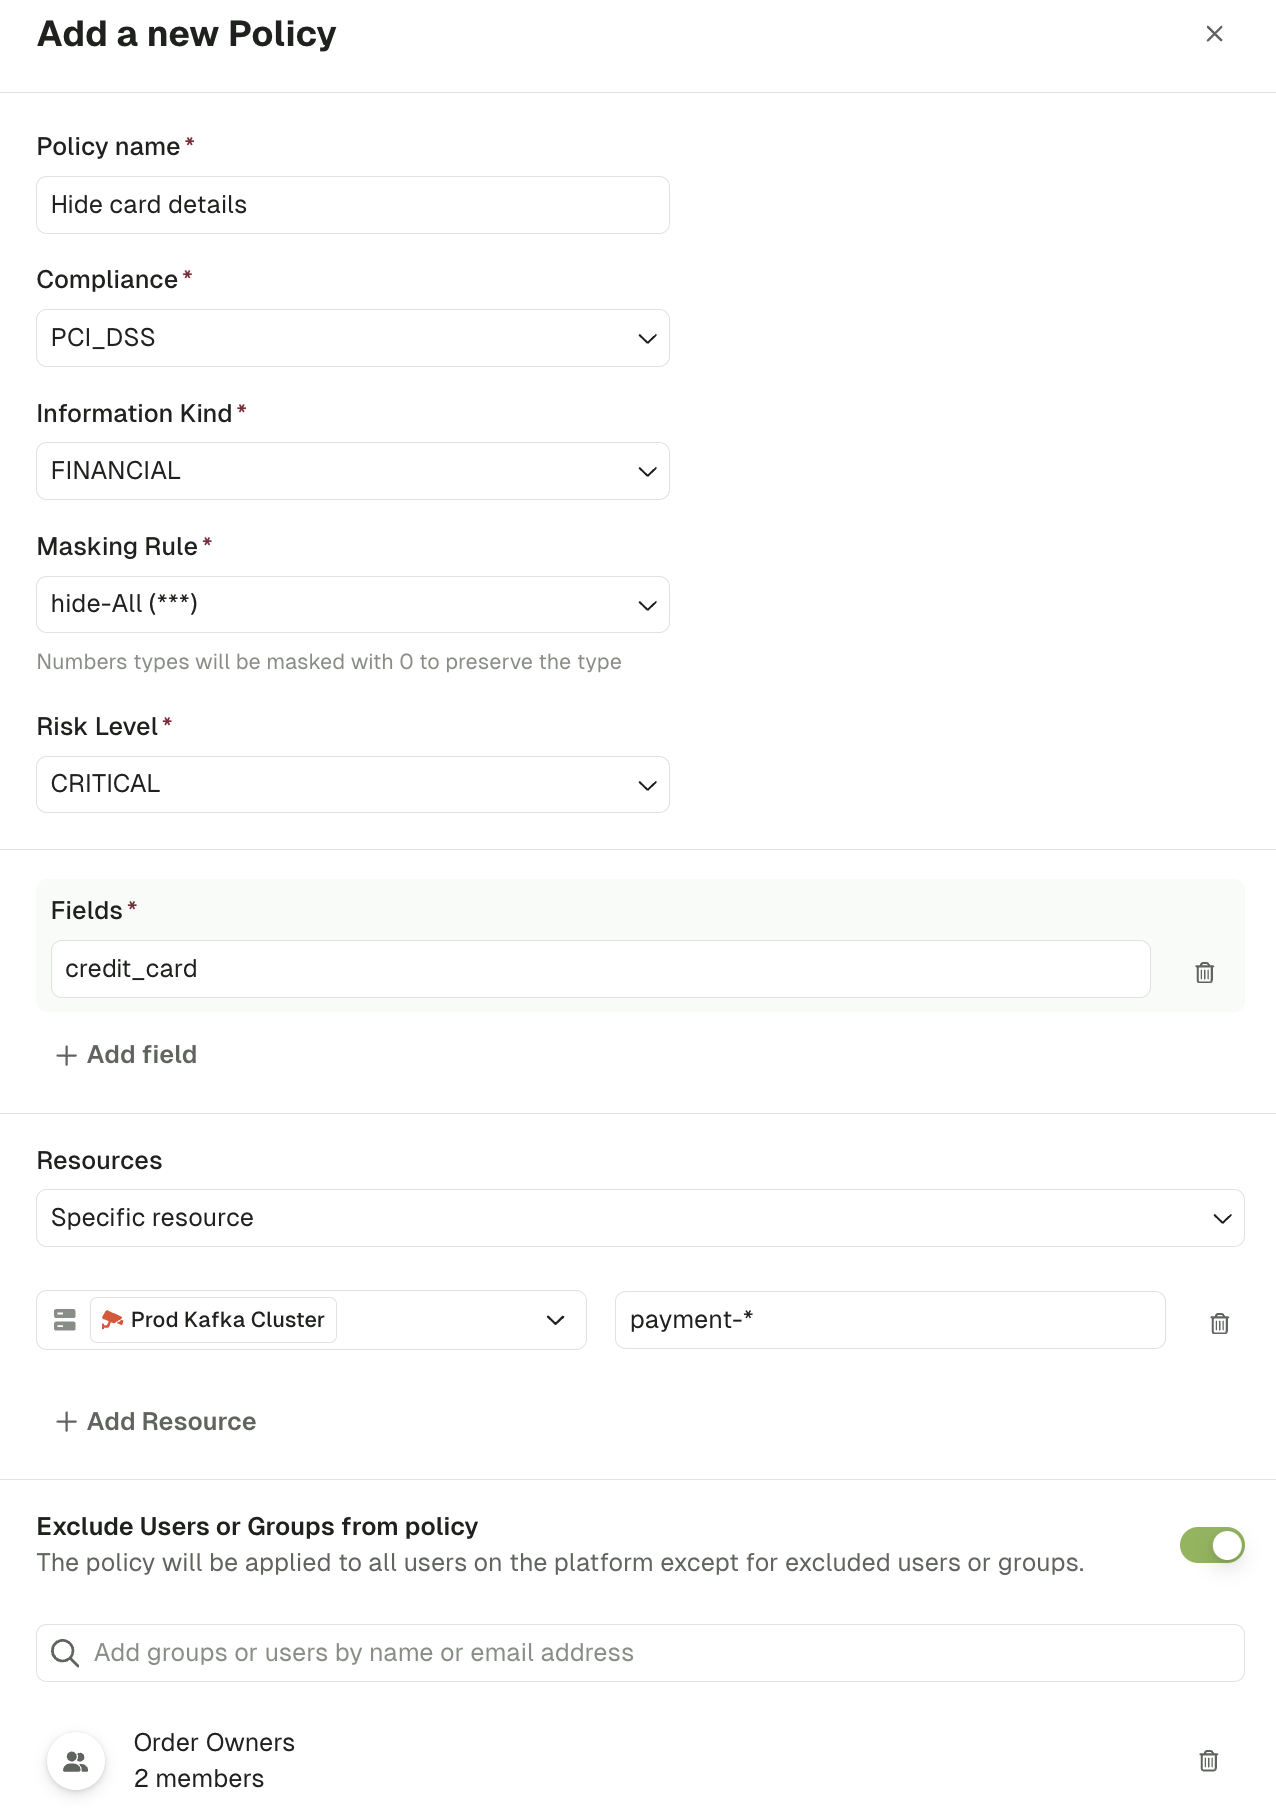 Add a new Policy
Policy name*
Hide card details
Compliance*
PCI_DSS
Information Kind*
FINANCIAL
Masking Rule*
hide-All (***)
Numbers types will be masked with 0 to preserve the type
Risk Level*
CRITICAL
Fields*
credit_card
+ Add field
Resources
Specific resource
Prod Kafka Cluster
payment-*
+ Add Resource
Exclude Users or Groups from policy
The policy will be applied to all users on the platform except for excluded users or groups.
Add groups or users by name or email address
Order Owners
2 members